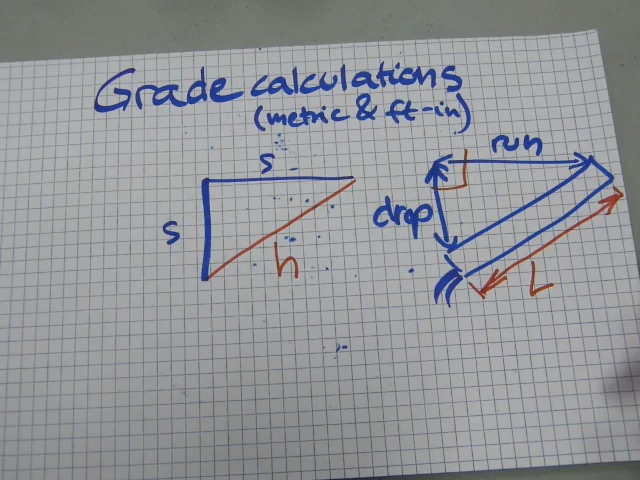 Grade calculations
(metric & ft-in)
s
s
h
run
drop
L